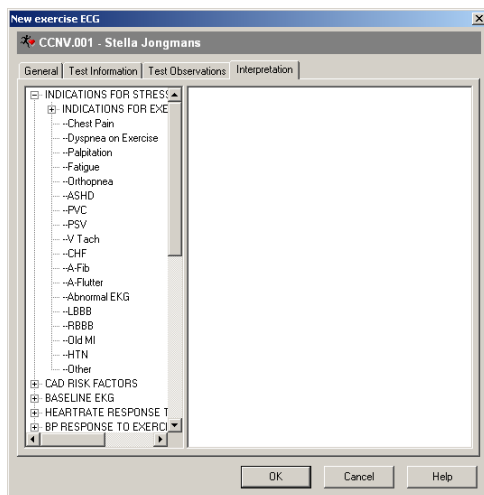 New exercise ECG
CCNV.001 - Stella Jongmans
General Test Information Test Observations Interpretation
INDICATIONS FOR STRESS
INDICATIONS FOR EXE
--Chest Pain
--Dyspnea on Exercise
--Palpitation
--Fatigue
--Orthopnea
--ASHD
--PVC
--PSV
--V Tach
--CHF
--A-Fib
--A-Flutter
--Abnormal EKG
--LBBB
--RBBB
--Old MI
--HTN
--Other
CAD RISK FACTORS
BASELINE EKG
HEARTRATE RESPONSE T
BP RESPONSE TO EXERCI
OK Cancel Help